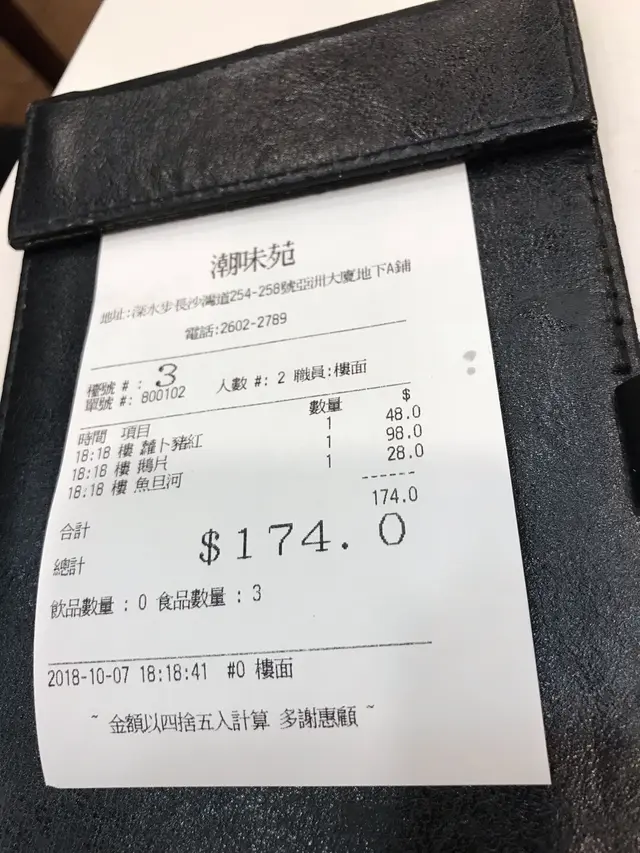 潮味苑
地址:深水步長沙灣道254-258號亞洲大廈地下A鋪
電話:2602-2789
檯號 # : 3 人數 #: 2 職員:樓面
單號 #: 800102
時間 項目 數量 $
18:18 樓 蘿卜豬紅 1 48.0
18:18 樓 鵝片 1 98.0
18:18 樓 魚旦河 1 28.0
------
合計 174.0
總計 $174.0
飲品數量 : 0 食品數量 : 3
2018-10-07 18:18:41 #0 樓面
~ 金額以四捨五入計算 多謝惠顧 ~